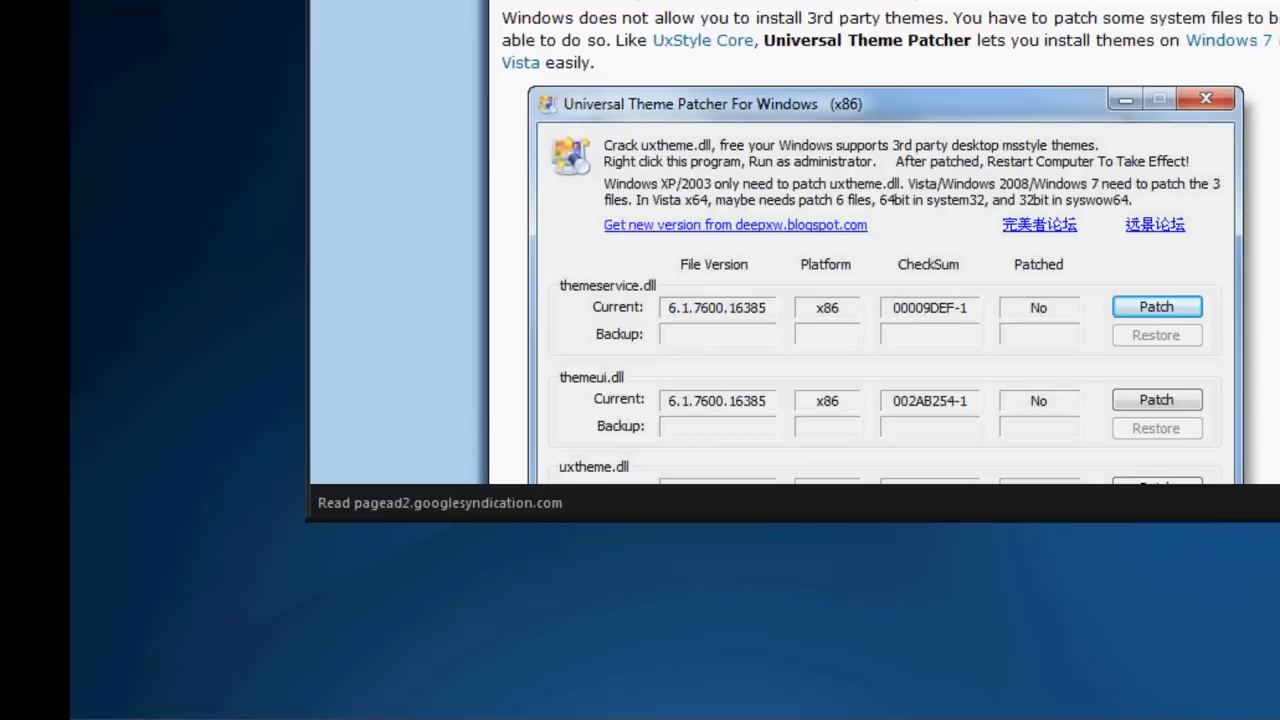 Windows does not allow you to install 3rd party themes. You have to patch some system files to b
able to do so. Like UxStyle Core, Universal Theme Patcher lets you install themes on Windows 7
Vista easily.
Universal Theme Patcher For Windows (x86)
Crack uxtheme.dll, free your Windows supports 3rd party desktop msstyle themes.
Right click this program, Run as administrator. After patched, Restart Computer To Take Effect!
Windows XP/2003 only need to patch uxtheme.dll. Vista/Windows 2008/Windows 7 need to patch the 3
files. In Vista x64, maybe needs patch 6 files, 64bit in system32, and 32bit in syswow64.
Get new version from deepxw.blogspot.com 完美者论坛 远景论坛
File Version Platform CheckSum Patched
themeservice.dll
Current: 6.1.7600.16385 x86 00009DEF-1 No Patch
Backup: Restore
themeui.dll
Current: 6.1.7600.16385 x86 002AB254-1 No Patch
Backup: Restore
uxtheme.dll
Read pagead2.googlesyndication.com